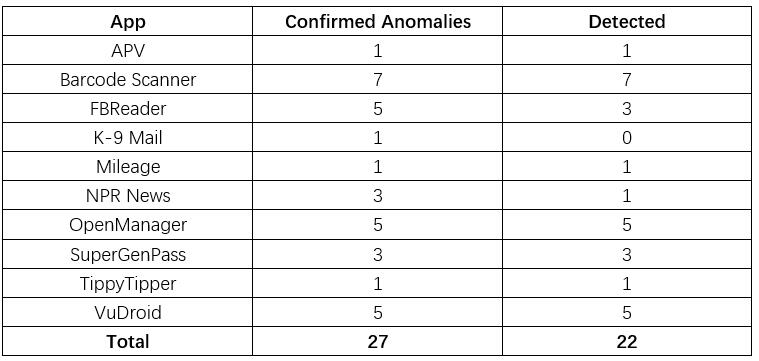 App Confirmed Anomalies Detected
APV 1 1
Barcode Scanner 7 7
FBReader 5 3
K-9 Mail 1 0
Mileage 1 1
NPR News 3 1
OpenManager 5 5
SuperGenPass 3 3
TippyTipper 1 1
VuDroid 5 5
Total 27 22